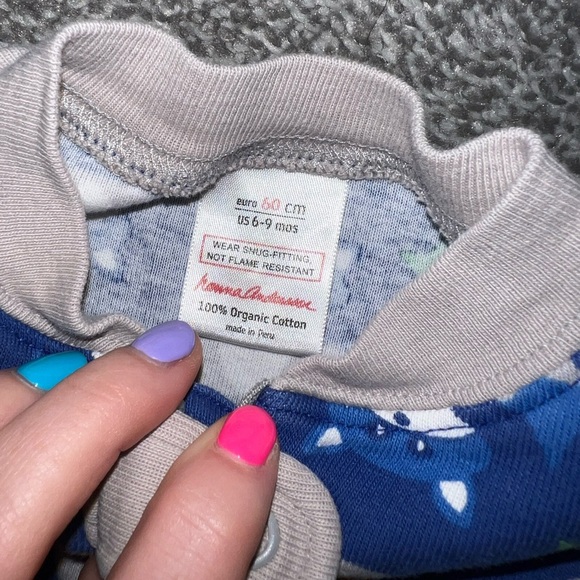 euro 60 cm
US 6-9 mos
WEAR SNUG-FITTING,
NOT FLAME RESISTANT
Hanna Andersson
100% Organic Cotton
made in Peru